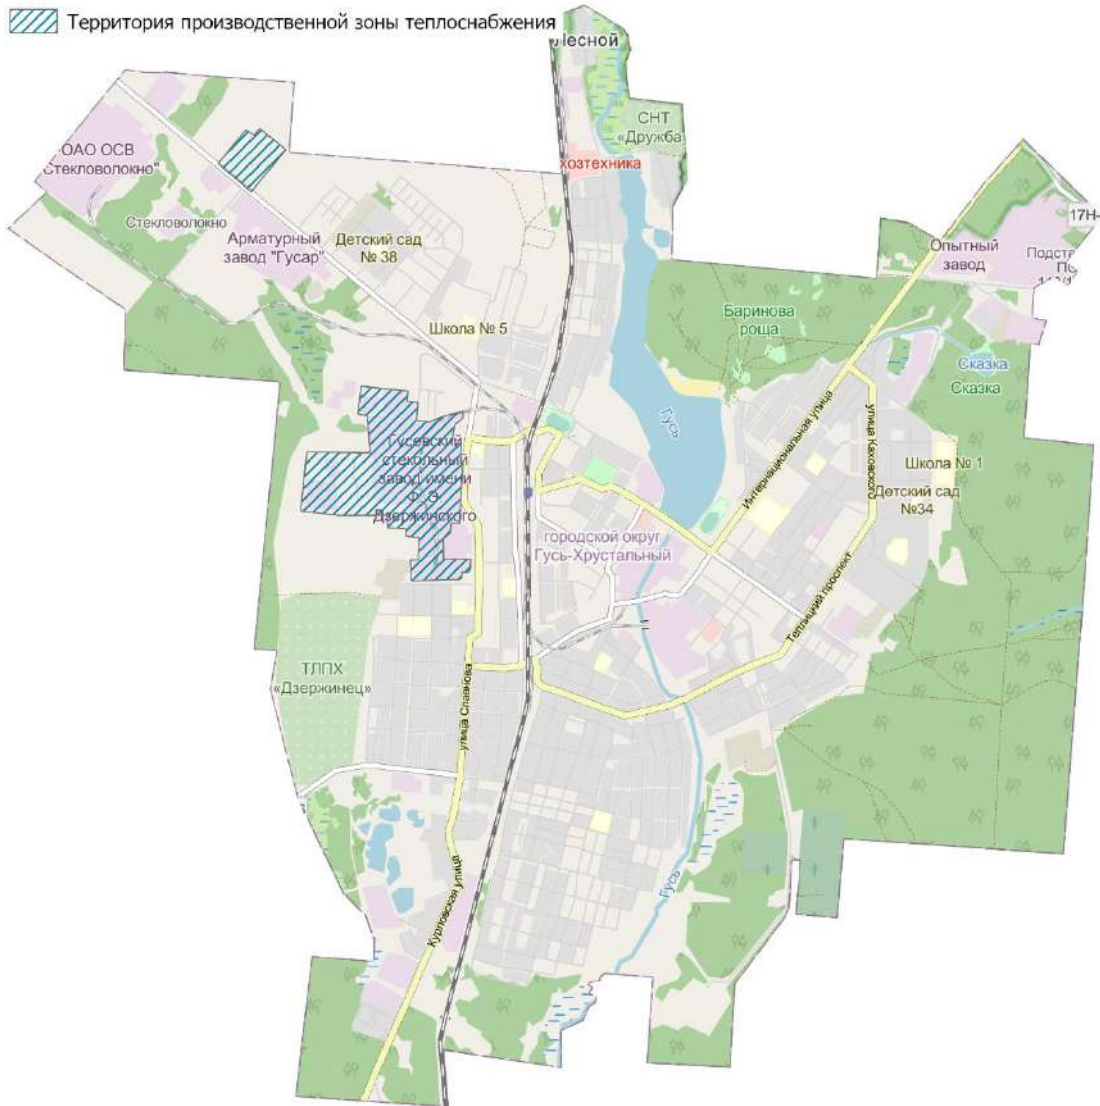 Территория производственной зоны теплоснабжения
Лесной
СНТ
«Дружба
хозтехника
ОАО ОСВ
Стекловолокно"
17Н-
Стекловолокно
Арматурный
завод "Гусар"
Детский сад
№ 38
Опытный
завод
Подста
Школа № 5
Баринова
роща
Сказка
Сказка
Гусь
Интернациональная улица
улица Каховского
Гусевский
стекольный
завод имени
Ф. Э.
Дзержинского
Школа № 1
Детский сад
№34
городской округ
Гусь-Хрустальный
Теплицкий проспект
ТЛПХ
«Дзержинец»
улица Славнова
Курловская улица
Гусь